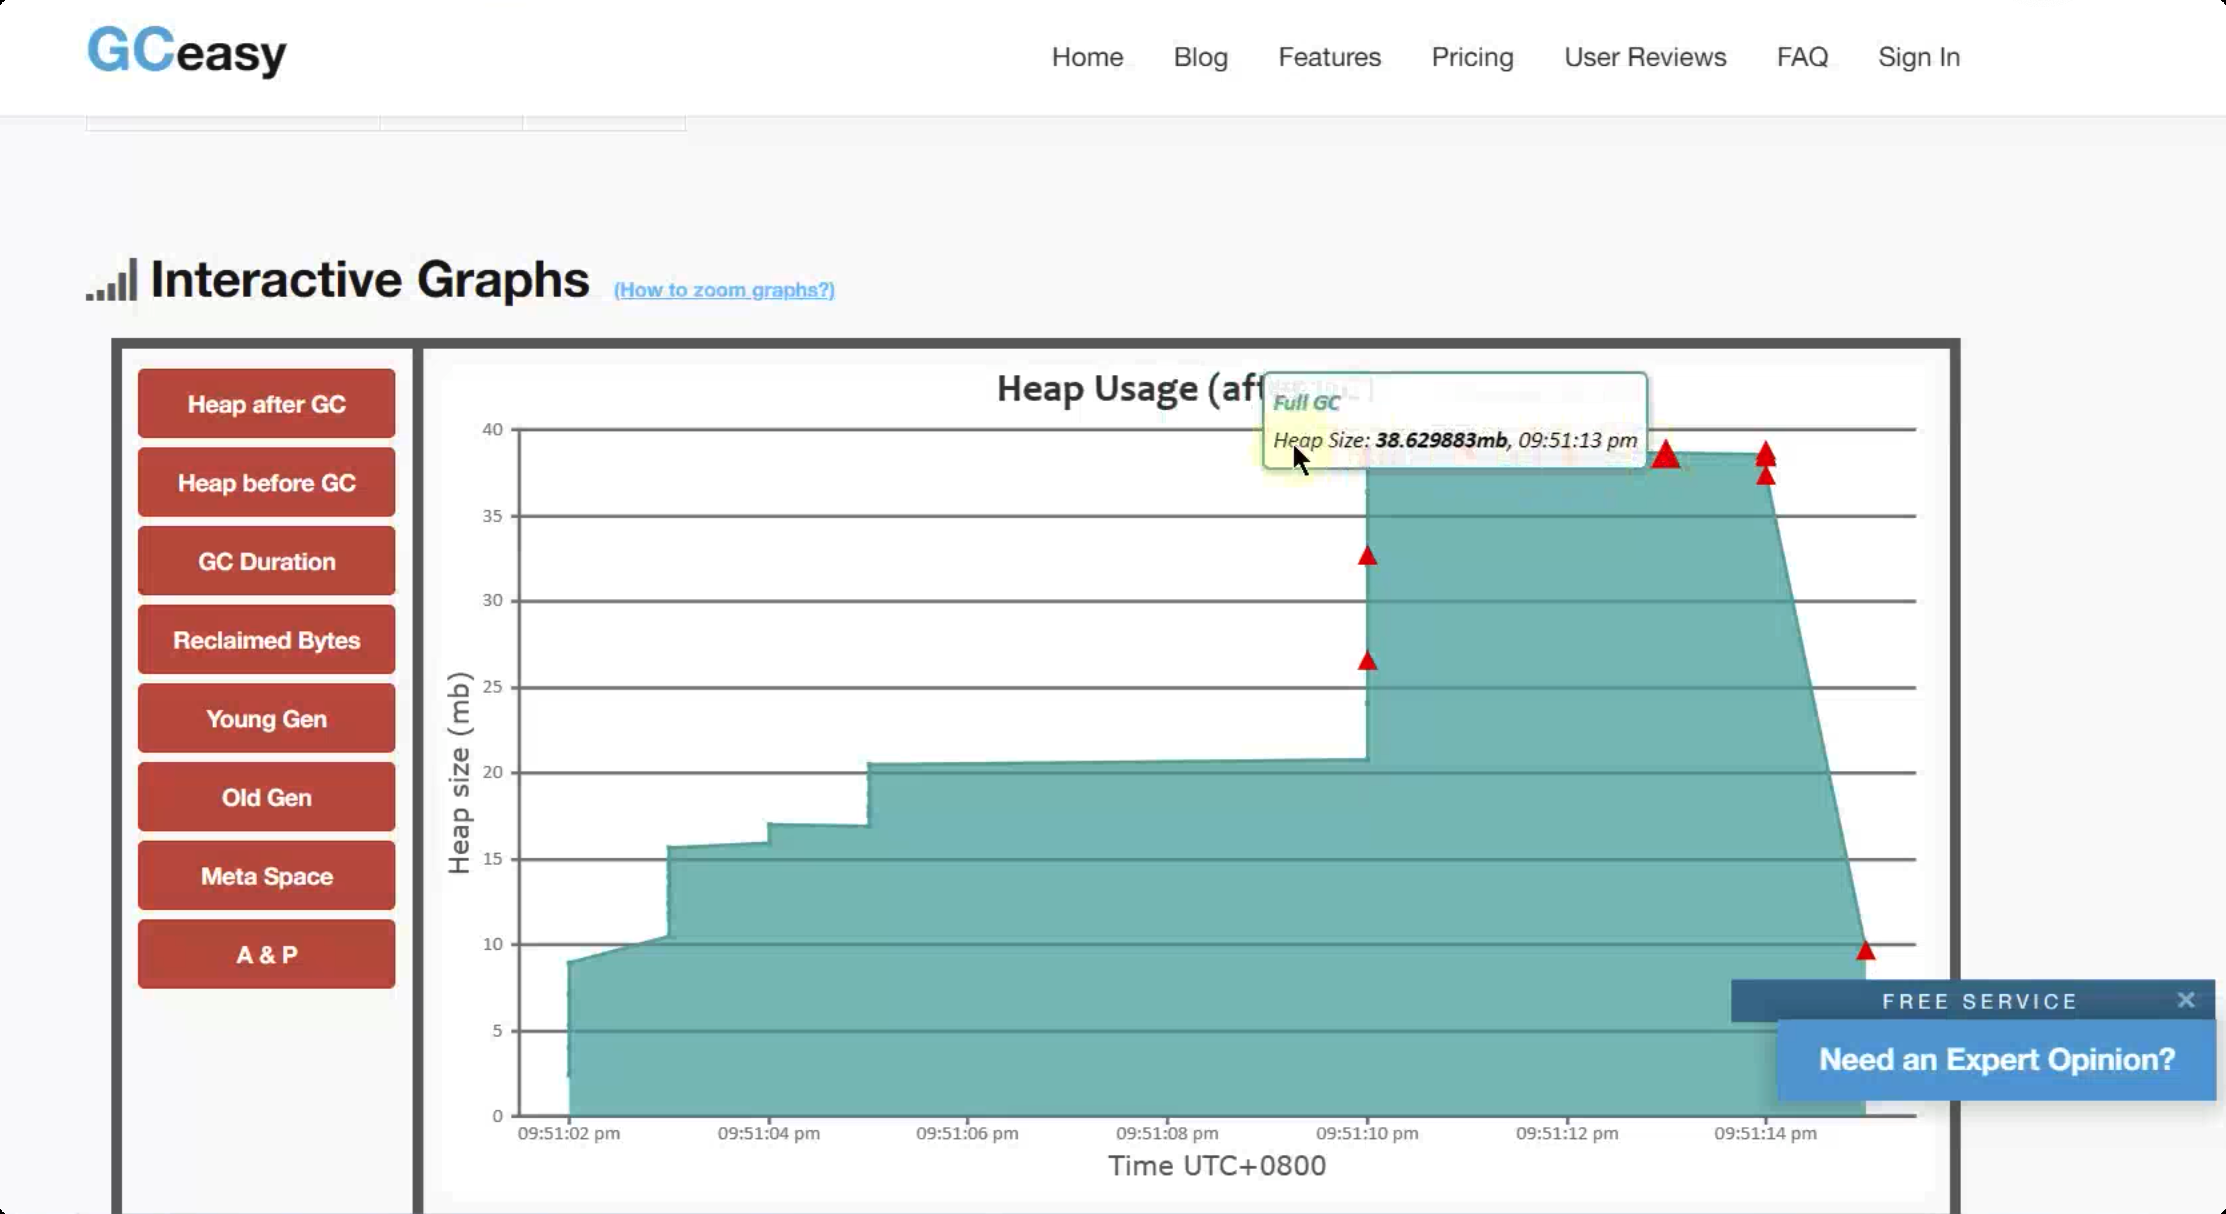 GCeasy
Home Blog Features Pricing User Reviews FAQ Sign In
Interactive Graphs (How to zoom graphs?)
Heap after GC
Heap before GC
GC Duration
Reclaimed Bytes
Young Gen
Old Gen
Meta Space
A & P
Heap Usage (aft
Full GC
Heap Size: 38.629883mb, 09:51:13 pm
Heap size (mb)
40
35
30
25
20
15
10
5
0
09:51:02 pm 09:51:04 pm 09:51:06 pm 09:51:08 pm 09:51:10 pm 09:51:12 pm 09:51:14 pm
Time UTC+0800
FREE SERVICE ×
Need an Expert Opinion?